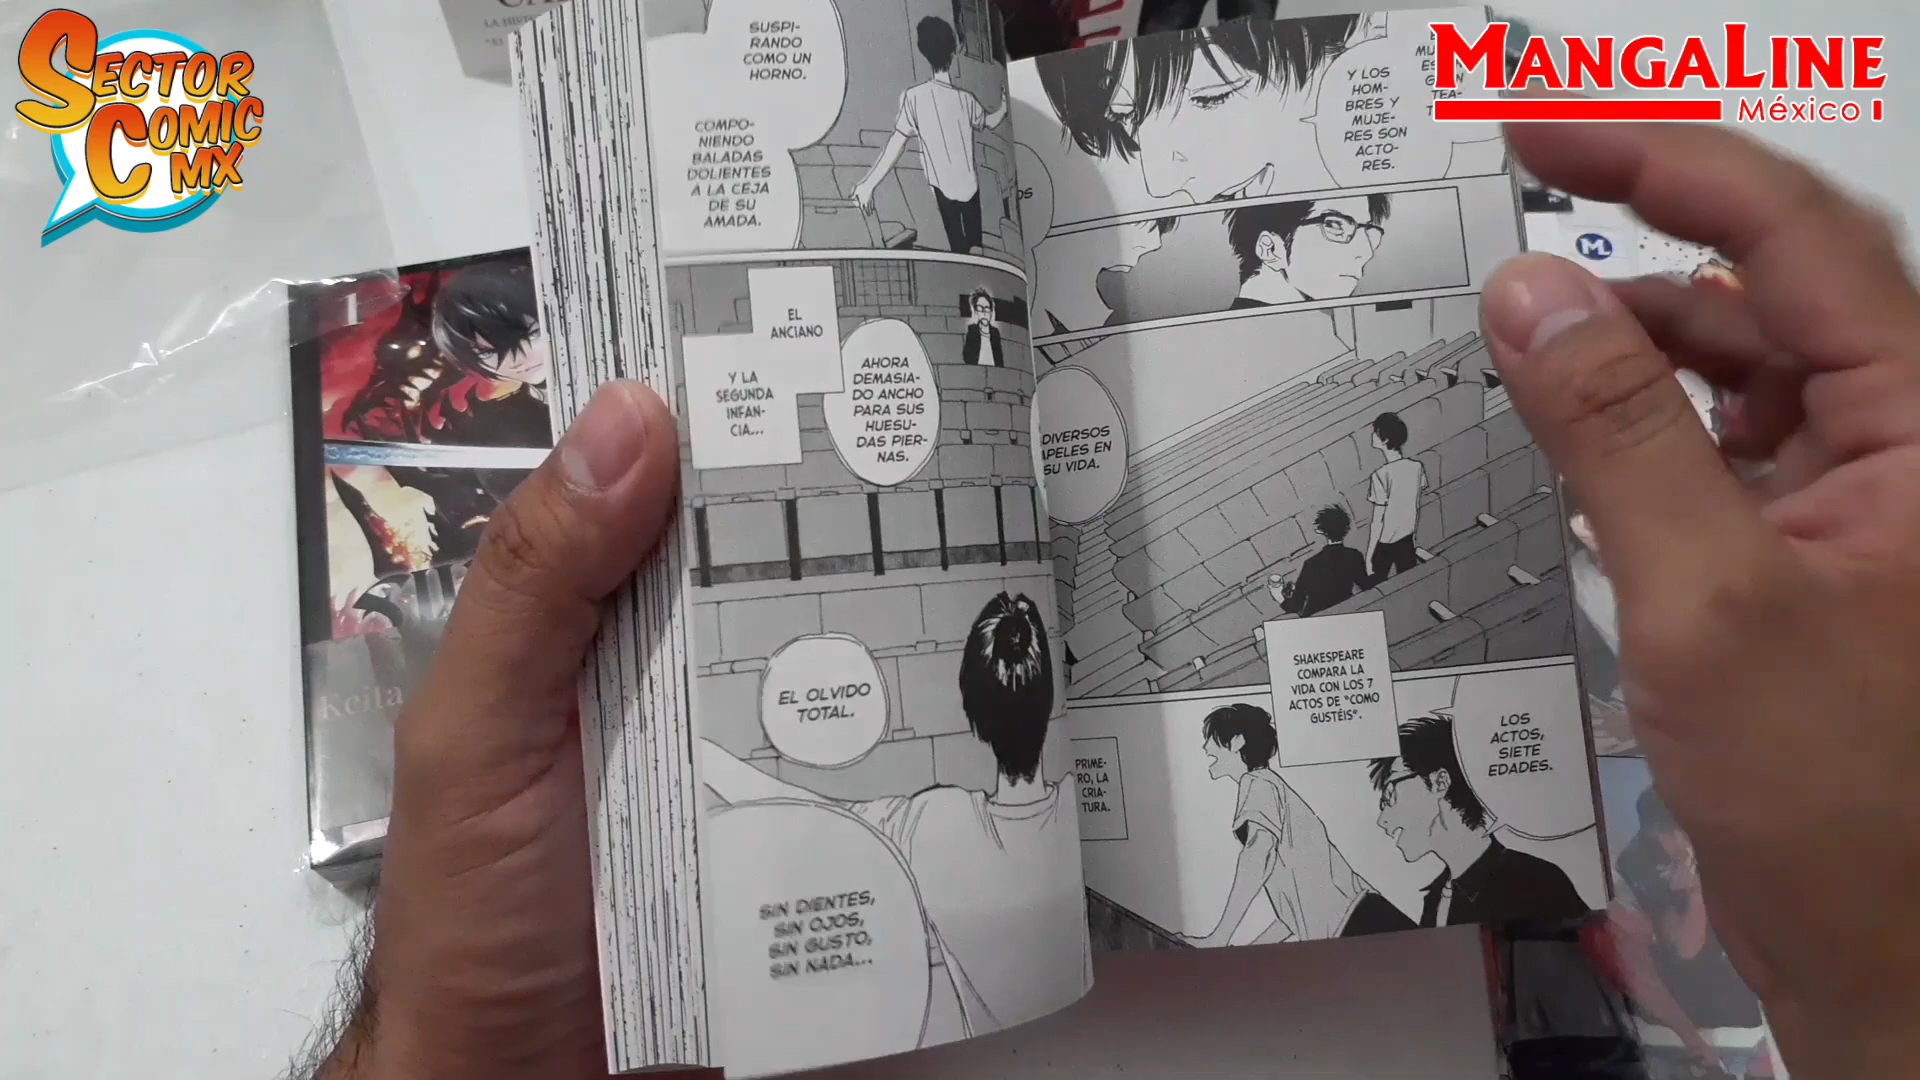 SECTOR
COMIC
MX
MANGALINE
México
SUSPI-
RANDO
COMO UN
HORNO.
COMPO-
NIENDO
BALADAS
DOLIENTES
A LA CEJA
DE SU
AMADA.
EL
ANCIANO
Y LA
SEGUNDA
INFAN-
CIA...
AHORA
DEMASIA-
DO ANCHO
PARA SUS
HUESU-
DAS PIER-
NAS.
EL OLVIDO
TOTAL.
SIN DIENTES,
SIN OJOS,
SIN GUSTO,
SIN NADA...
Y LOS
HOM-
BRES Y
MUJE-
RES SON
ACTO-
RES.
DIVERSOS
SU VIDA.
SHAKESPEARE
COMPARA LA
VIDA CON LOS 7
ACTOS DE "COMO
GUSTÉIS".
LOS
ACTOS,
SIETE
EDADES.
PRIME-
RO, LA
CRIA-
TURA.
1
Keita
ML